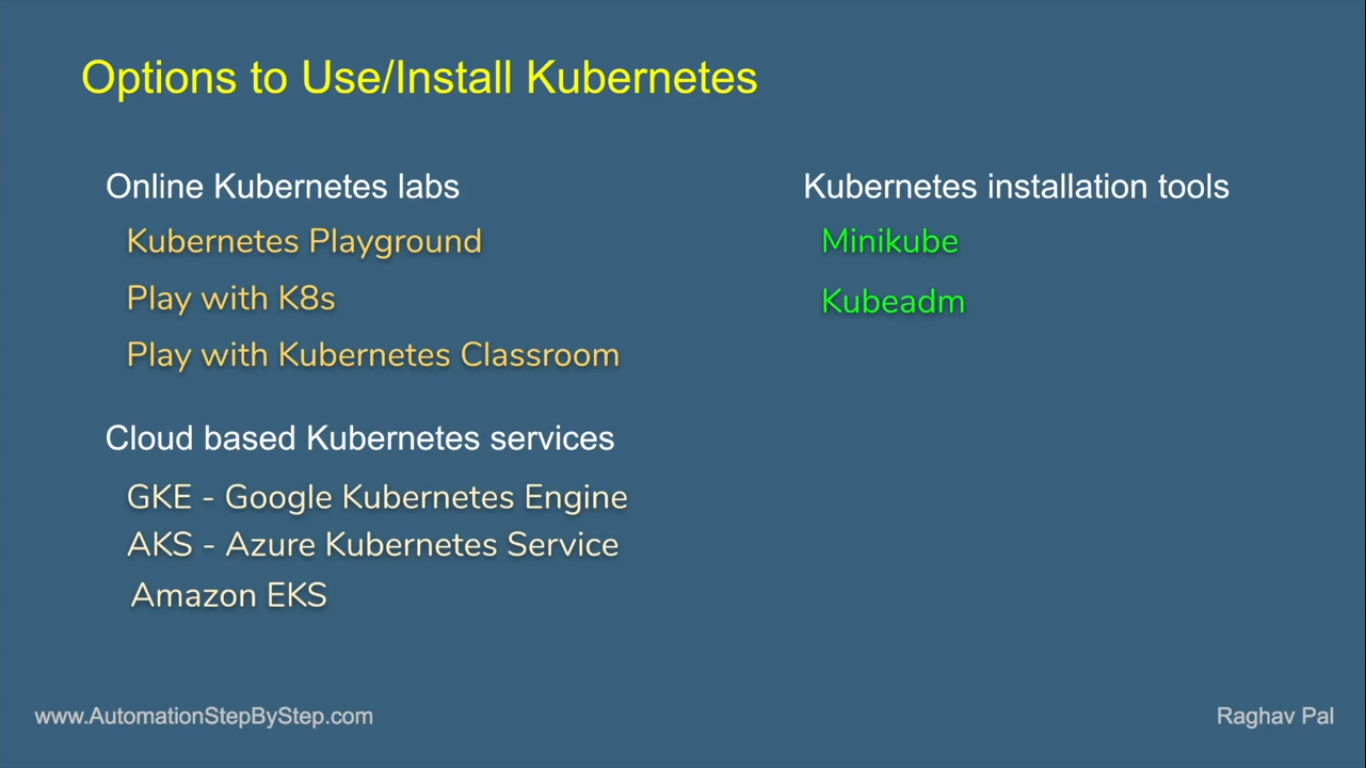 Options to Use/Install Kubernetes
Online Kubernetes labs
Kubernetes Playground
Play with K8s
Play with Kubernetes Classroom
Cloud based Kubernetes services
GKE - Google Kubernetes Engine
AKS - Azure Kubernetes Service
Amazon EKS
Kubernetes installation tools
Minikube
Kubeadm
www.AutomationStepByStep.com
Raghav Pal